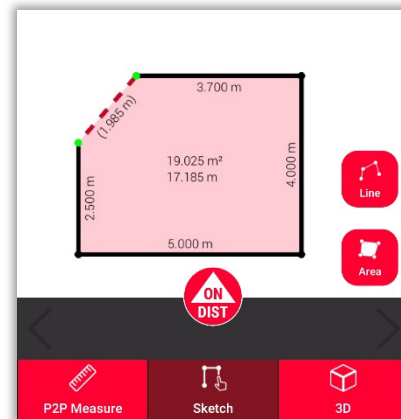 3.700 m
(1.985 m)
19.025 m²
17.185 m
4.000 m
2.500 m
5.000 m
Line
Area
ON
DIST
P2P Measure
Sketch
3D